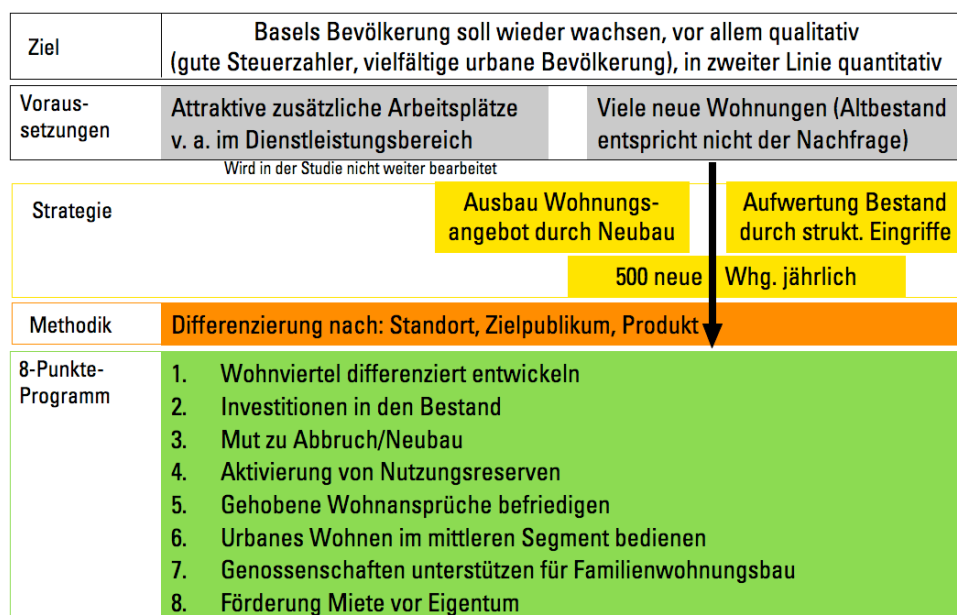 Ziel
Basels Bevölkerung soll wieder wachsen, vor allem qualitativ
(gute Steuerzahler, vielfältige urbane Bevölkerung), in zweiter Linie quantitativ
Voraus-
setzungen
Attraktive zusätzliche Arbeitsplätze
v. a. im Dienstleistungsbereich
Viele neue Wohnungen (Altbestand
entspricht nicht der Nachfrage)
Wird in der Studie nicht weiter bearbeitet
Strategie
Ausbau Wohnungs-
angebot durch Neubau
Aufwertung Bestand
durch strukt. Eingriffe
500 neue Whg. jährlich
Methodik
Differenzierung nach: Standort, Zielpublikum, Produkt
8-Punkte-
Programm
1. Wohnviertel differenziert entwickeln
2. Investitionen in den Bestand
3. Mut zu Abbruch/Neubau
4. Aktivierung von Nutzungsreserven
5. Gehobene Wohnansprüche befriedigen
6. Urbanes Wohnen im mittleren Segment bedienen
7. Genossenschaften unterstützen für Familienwohnungsbau
8. Förderung Miete vor Eigentum